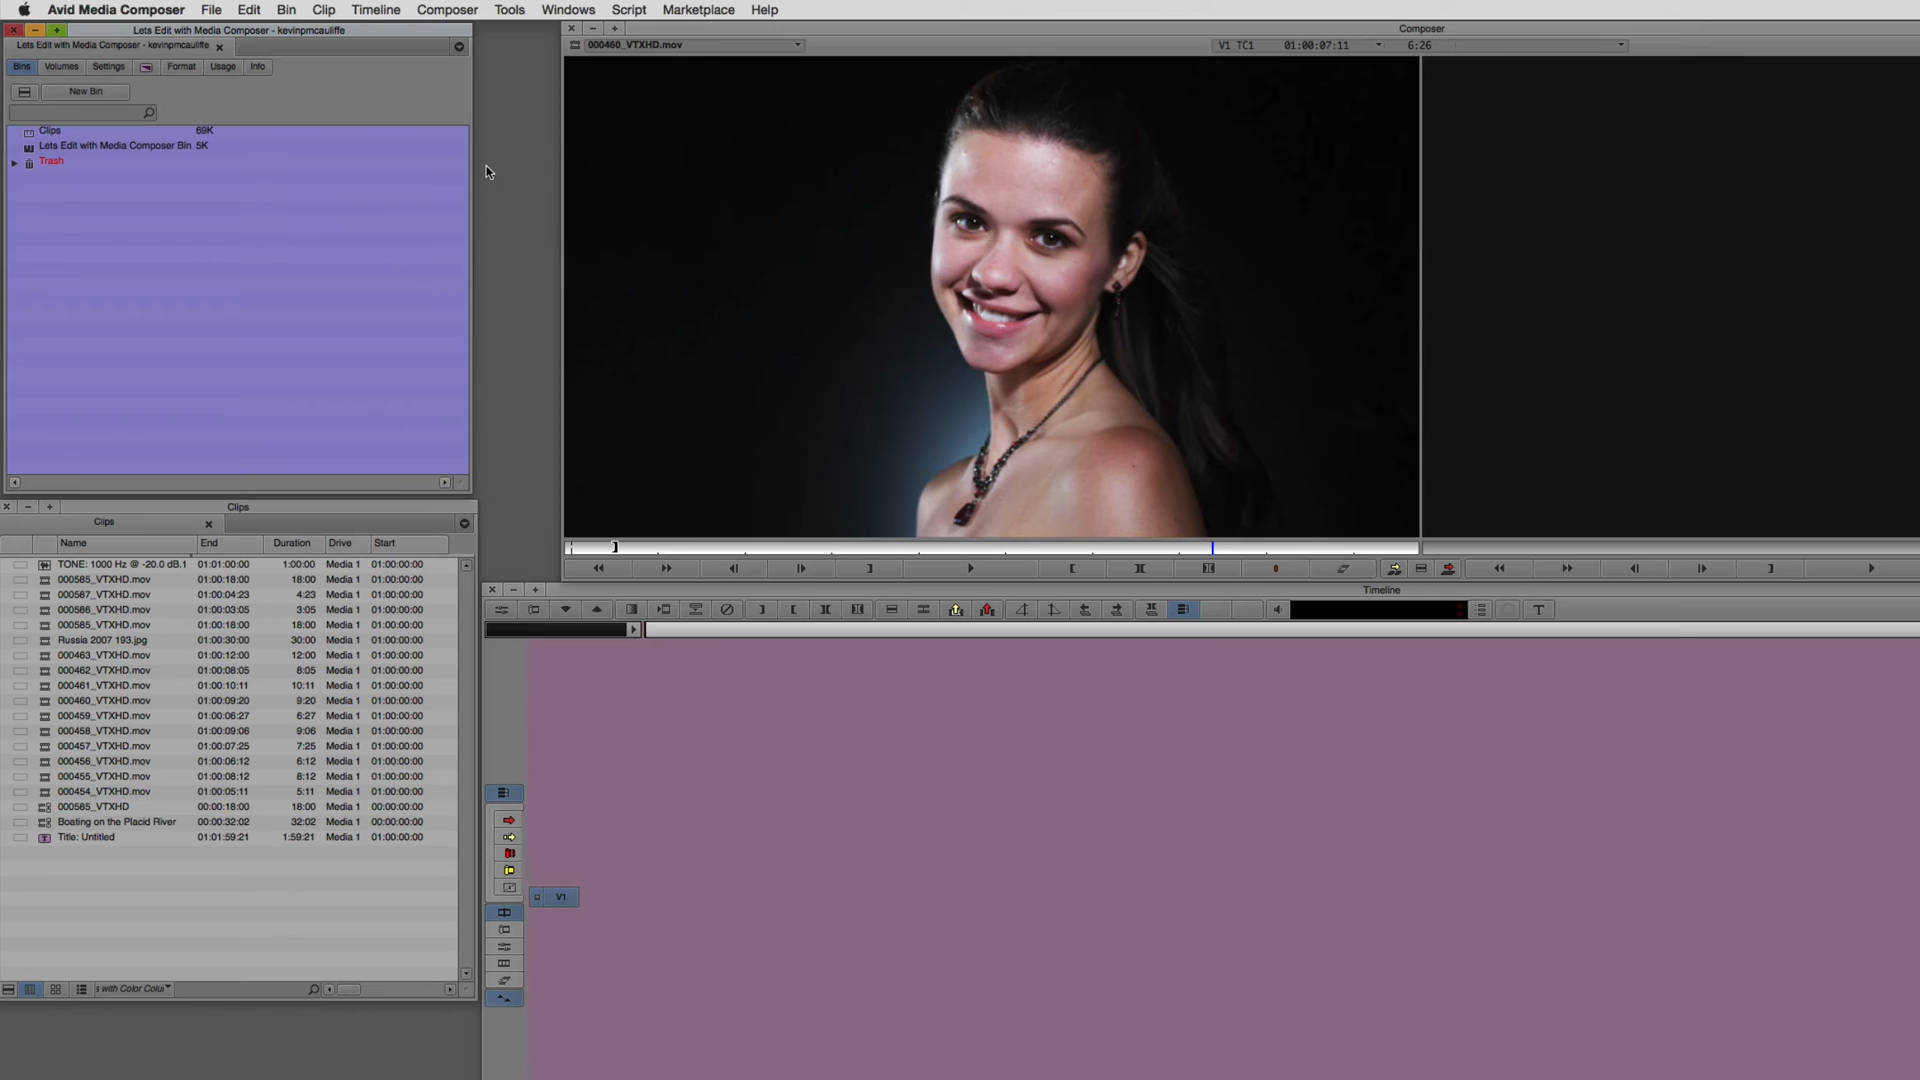 Avid Media Composer File Edit Bin Clip Timeline Composer Tools Windows Script Marketplace Help
Lets Edit with Media Composer - kevinpmcauliffe
Lets Edit with Media Composer - kevinpmcauliffe
Bins Volumes Settings Format Usage Info
New Bin
Clips 69K
Lets Edit with Media Composer Bin 5K
Trash
Composer
000460_VTXHD.mov V1 TC1 01:00:07:11 6:26
Clips
Clips
Name End Duration Drive Start
TONE: 1000 Hz @ -20.0 dB.1 01:01:00:00 1:00:00 Media 1 01:00:00:00
000585_VTXHD.mov 01:00:18:00 18:00 Media 1 01:00:00:00
000587_VTXHD.mov 01:00:04:23 4:23 Media 1 01:00:00:00
000586_VTXHD.mov 01:00:03:05 3:05 Media 1 01:00:00:00
000585_VTXHD.mov 01:00:18:00 18:00 Media 1 01:00:00:00
Russia 2007 193.jpg 01:00:30:00 30:00 Media 1 01:00:00:00
000463_VTXHD.mov 01:00:12:00 12:00 Media 1 01:00:00:00
000462_VTXHD.mov 01:00:08:05 8:05 Media 1 01:00:00:00
000461_VTXHD.mov 01:00:10:11 10:11 Media 1 01:00:00:00
000460_VTXHD.mov 01:00:09:20 9:20 Media 1 01:00:00:00
000459_VTXHD.mov 01:00:06:27 6:27 Media 1 01:00:00:00
000458_VTXHD.mov 01:00:09:06 9:06 Media 1 01:00:00:00
000457_VTXHD.mov 01:00:07:25 7:25 Media 1 01:00:00:00
000456_VTXHD.mov 01:00:06:12 6:12 Media 1 01:00:00:00
000455_VTXHD.mov 01:00:08:12 8:12 Media 1 01:00:00:00
000454_VTXHD.mov 01:00:05:11 5:11 Media 1 01:00:00:00
000585_VTXHD 00:00:18:00 18:00 Media 1 00:00:00:00
Boating on the Placid River 00:00:32:02 32:02 Media 1 00:00:00:00
Title: Untitled 01:01:59:21 1:59:21 Media 1 01:00:00:00
s with Color Colu
Timeline
T
V1